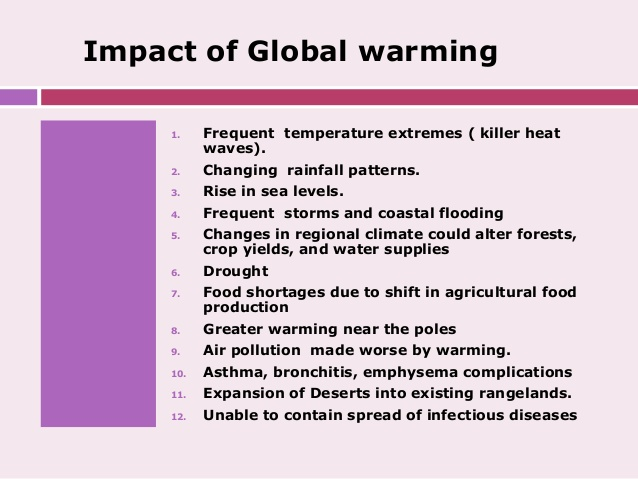 Impact of Global warming
1. Frequent  temperature extremes ( killer heat
waves).
2. Changing  rainfall patterns.
3. Rise in sea levels.
4. Frequent  storms and coastal flooding
5. Changes in regional climate could alter forests,
crop yields, and water supplies
6. Drought
7. Food shortages due to shift in agricultural food
production
8. Greater warming near the poles
9. Air pollution  made worse by warming.
10. Asthma, bronchitis, emphysema complications
11. Expansion of Deserts into existing rangelands.
12. Unable to contain spread of infectious diseases